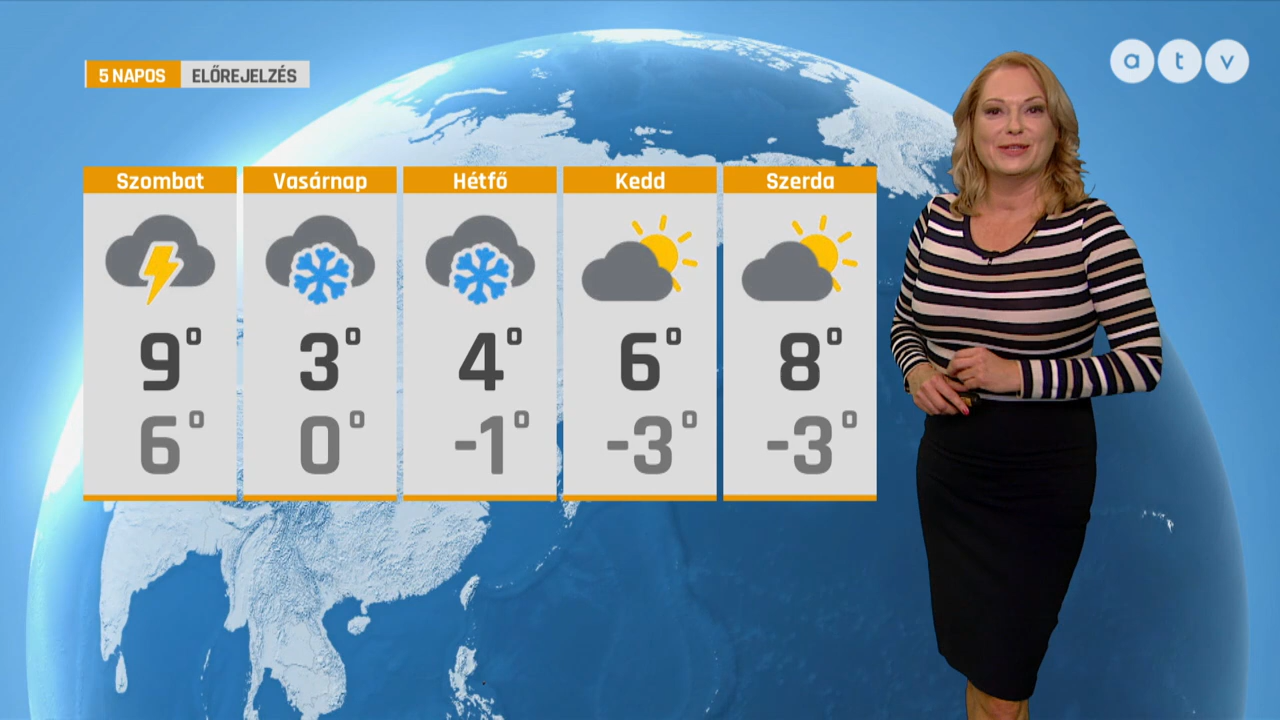 5 NAPOS ELŐREJELZÉS
atv
Szombat Vasárnap Hétfő Kedd Szerda
9° 3° 4° 6° 8°
6° 0° -1° -3° -3°